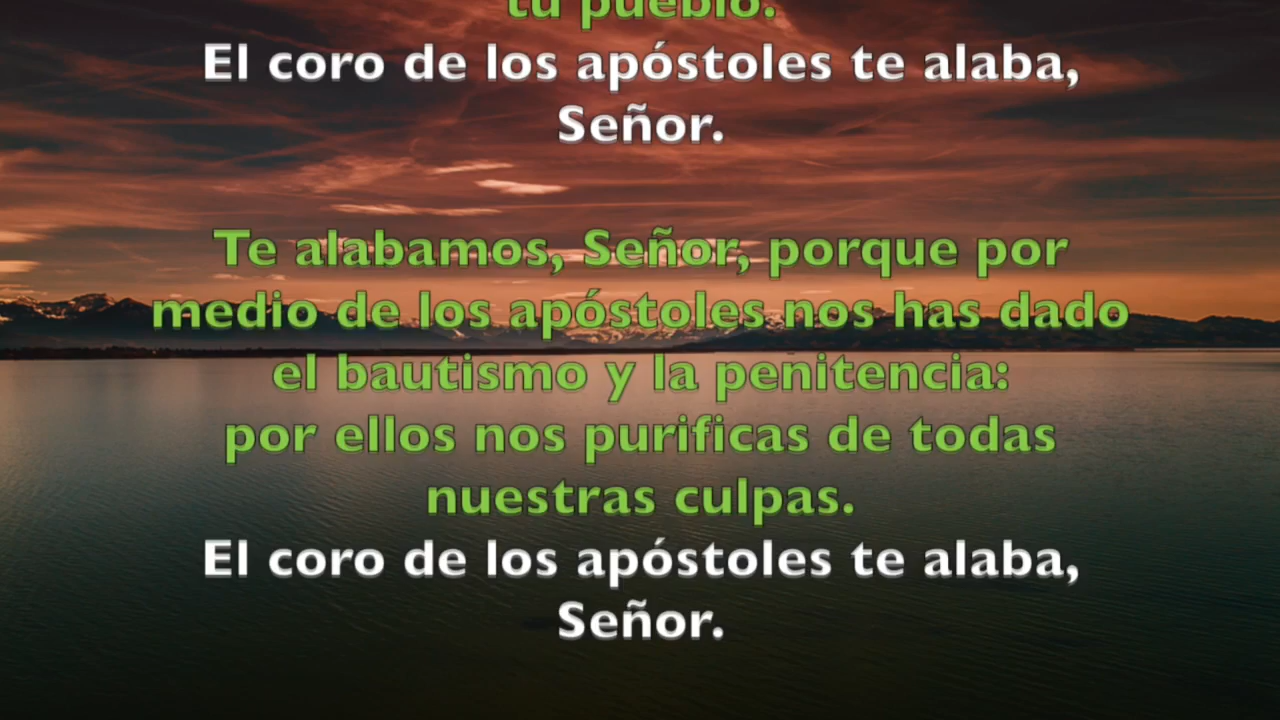 tu pueblo.
El coro de los apóstoles te alaba,
Señor.
Te alabamos, Señor, porque por
medio de los apóstoles nos has dado
el bautismo y la penitencia:
por ellos nos purificas de todas
nuestras culpas.
El coro de los apóstoles te alaba,
Señor.